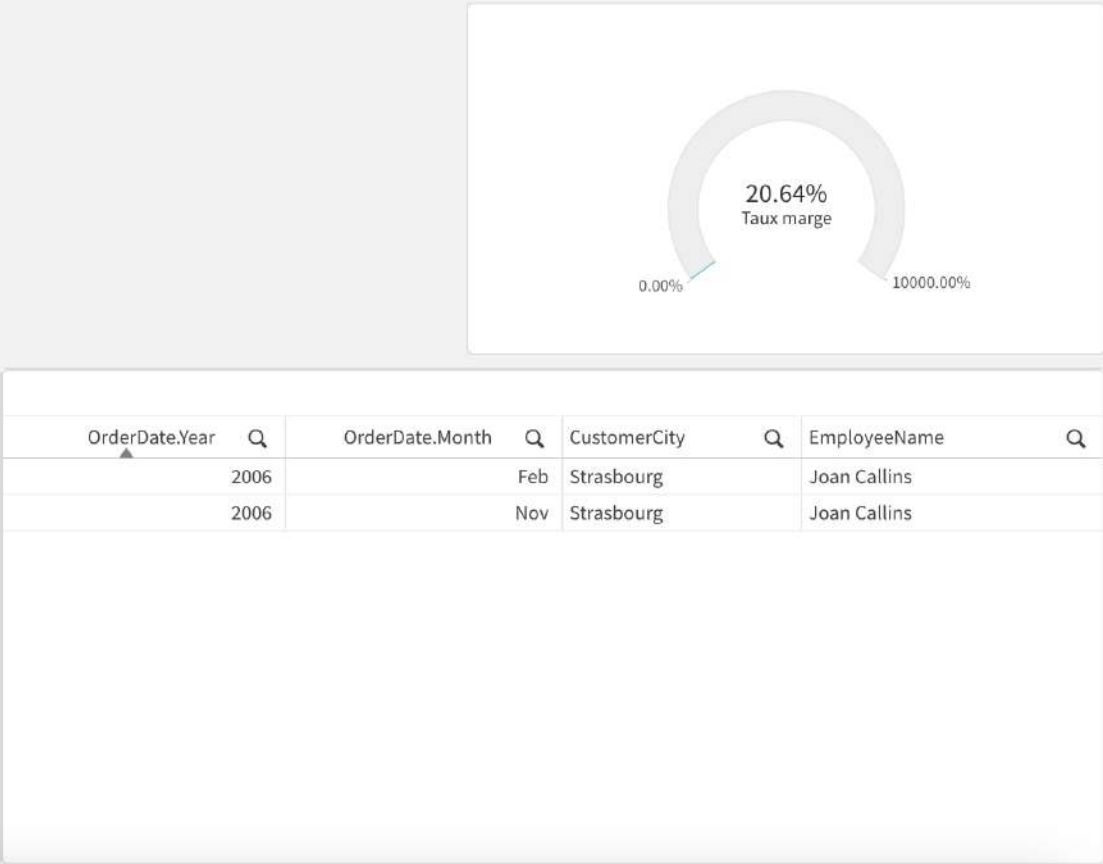 20.64%
Taux marge
0.00% 10000.00%
OrderDate.Year OrderDate.Month CustomerCity EmployeeName
2006 Feb Strasbourg Joan Callins
2006 Nov Strasbourg Joan Callins